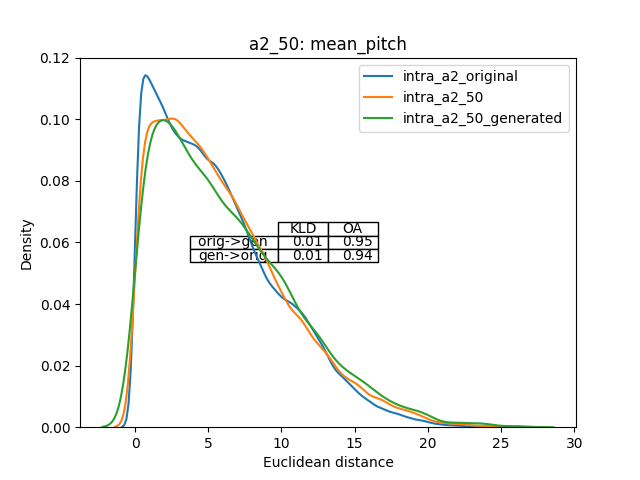 a2_50: mean_pitch
0.12
0.10
0.08
0.06
0.04
0.02
0.00
Density
intra_a2_original
intra_a2_50
intra_a2_50_generated
KLD OA
orig->gen 0.01 0.95
gen->orig 0.01 0.94
0 5 10 15 20 25 30
Euclidean distance